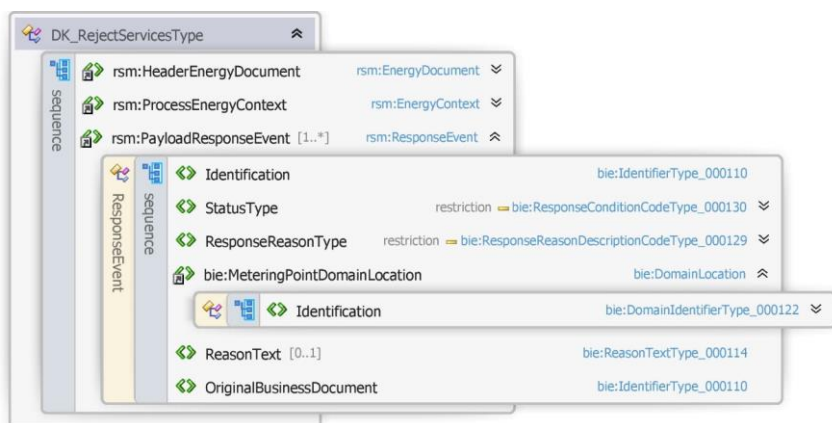 DK_RejectServicesType
sequence
rsm:HeaderEnergyDocument rsm:EnergyDocument
rsm:ProcessEnergyContext rsm:EnergyContext
rsm:PayloadResponseEvent [1..*] rsm:ResponseEvent
ResponseEvent
sequence
Identification bie:IdentifierType_000110
StatusType restriction bie:ResponseConditionCodeType_000130
ResponseReasonType restriction bie:ResponseReasonDescriptionCodeType_000129
bie:MeteringPointDomainLocation bie:DomainLocation
Identification bie:DomainIdentifierType_000122
ReasonText [0..1] bie:ReasonTextType_000114
OriginalBusinessDocument bie:IdentifierType_000110